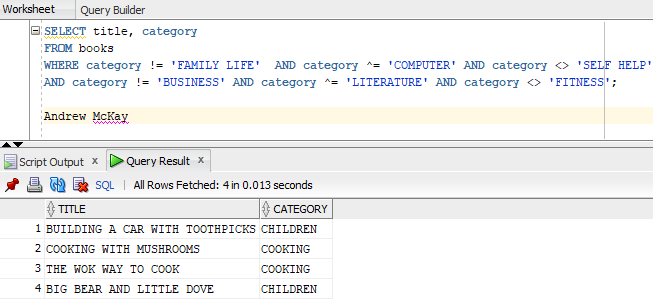 Worksheet Query Builder
SELECT title, category
FROM books
WHERE category != 'FAMILY LIFE'  AND category ^= 'COMPUTER' AND category <> 'SELF HELP'
AND category != 'BUSINESS' AND category ^= 'LITERATURE' AND category <> 'FITNESS';
Andrew McKay
Script Output x Query Result x
SQL | All Rows Fetched: 4 in 0.013 seconds
TITLE CATEGORY
1 BUILDING A CAR WITH TOOTHPICKS CHILDREN
2 COOKING WITH MUSHROOMS COOKING
3 THE WOK WAY TO COOK COOKING
4 BIG BEAR AND LITTLE DOVE CHILDREN